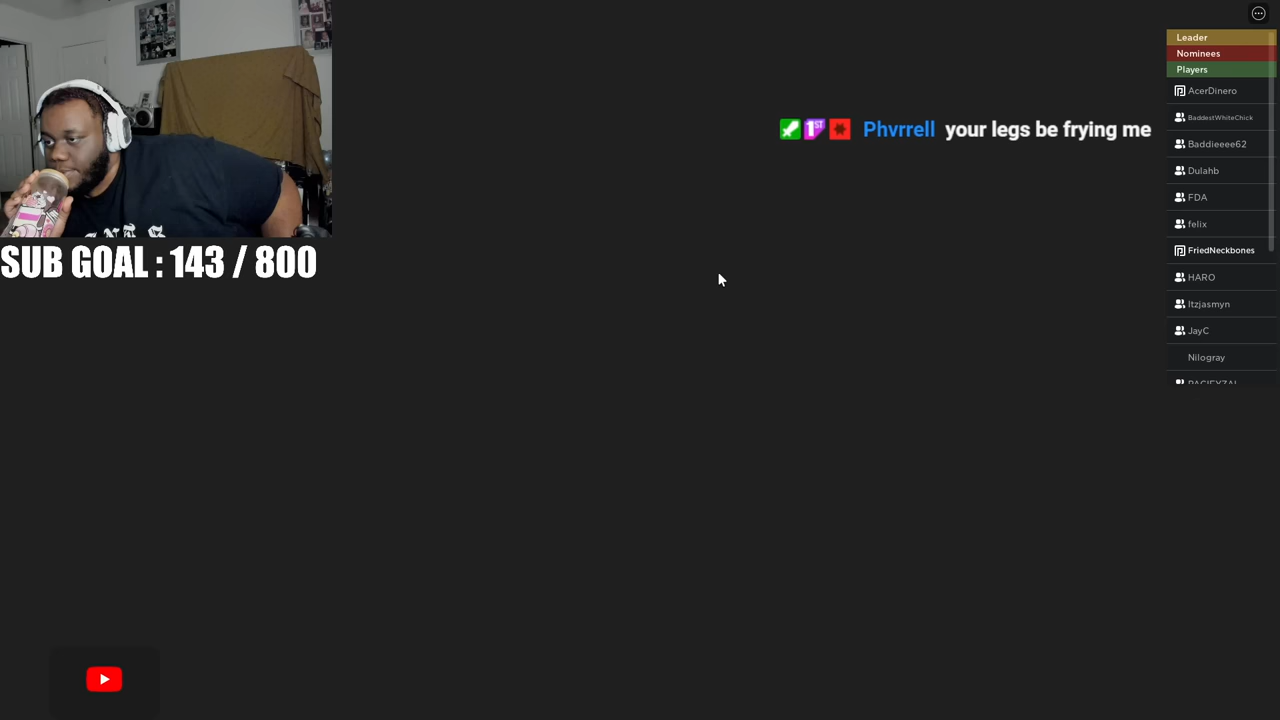 Leader
Nominees
Players
AcerDinero
BaddestWhiteChick
Baddieeee62
Dulahb
FDA
felix
FriedNeckbones
HARO
Itzjasmyn
JayC
Nilogray
1ST Phvrrell your legs be frying me
SUB GOAL : 143 / 800